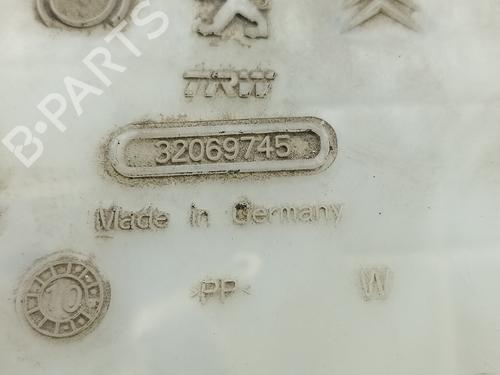 B-PARTS
TRW
32069745
Made in Germany
10 >PP< W